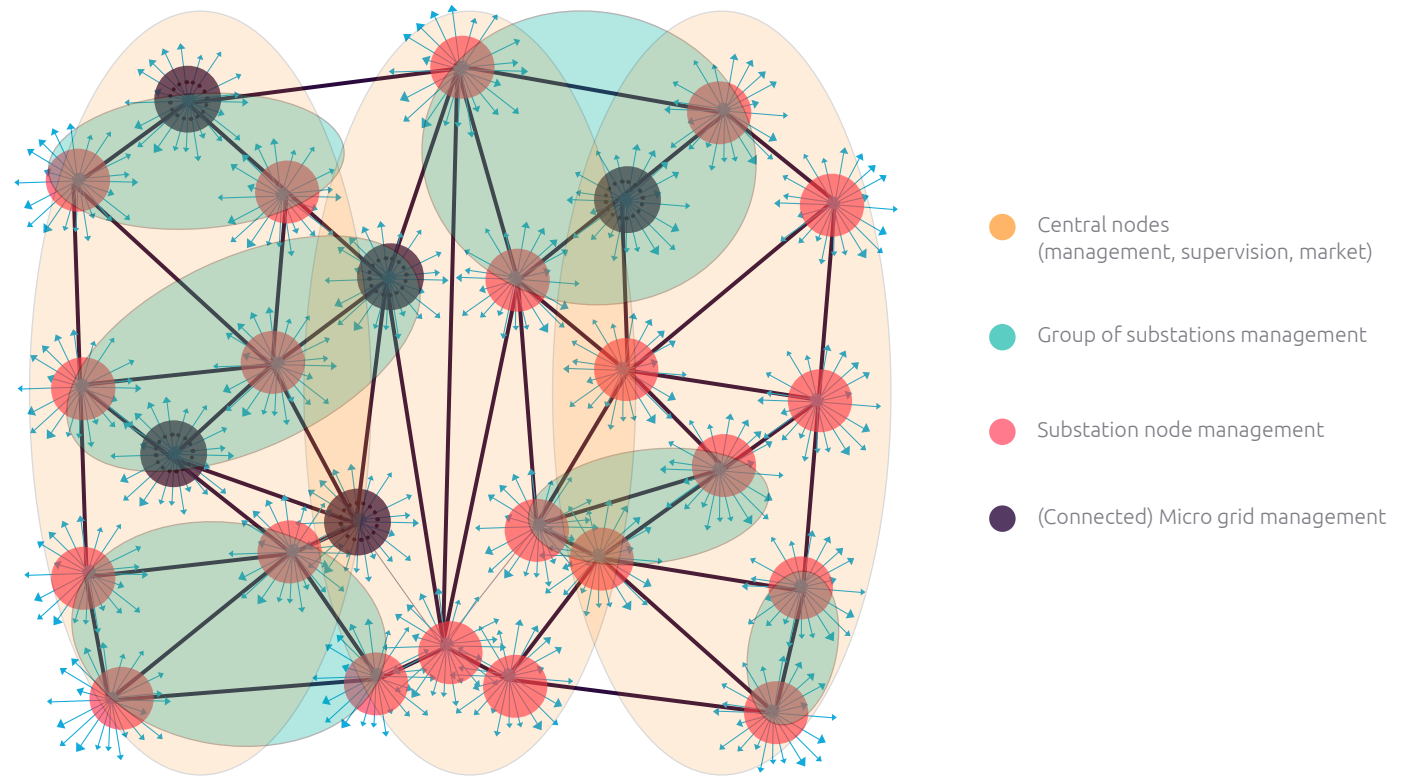 Central nodes
(management, supervision, market)
Group of substations management
Substation node management
(Connected) Micro grid management